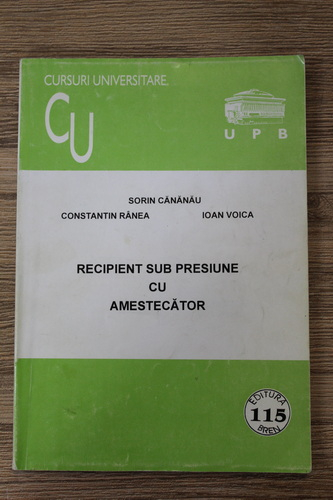 CURSURI UNIVERSITARE
CU
UPB
SORIN CĂNĂNĂU
CONSTANTIN RÂNEA IOAN VOICA
RECIPIENT SUB PRESIUNE
CU
AMESTECĂTOR
EDITURA
115
BREN